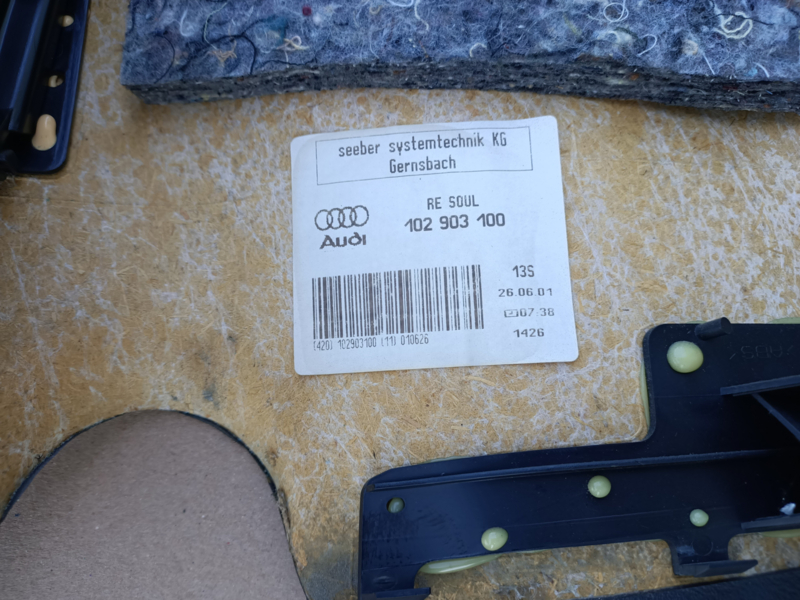 seeber systemtechnik KG
Gernsbach
RE SOUL
102 903 100
Audi
13S
26.06.01
07.38
1426
(420) 102903100 (11) 010626